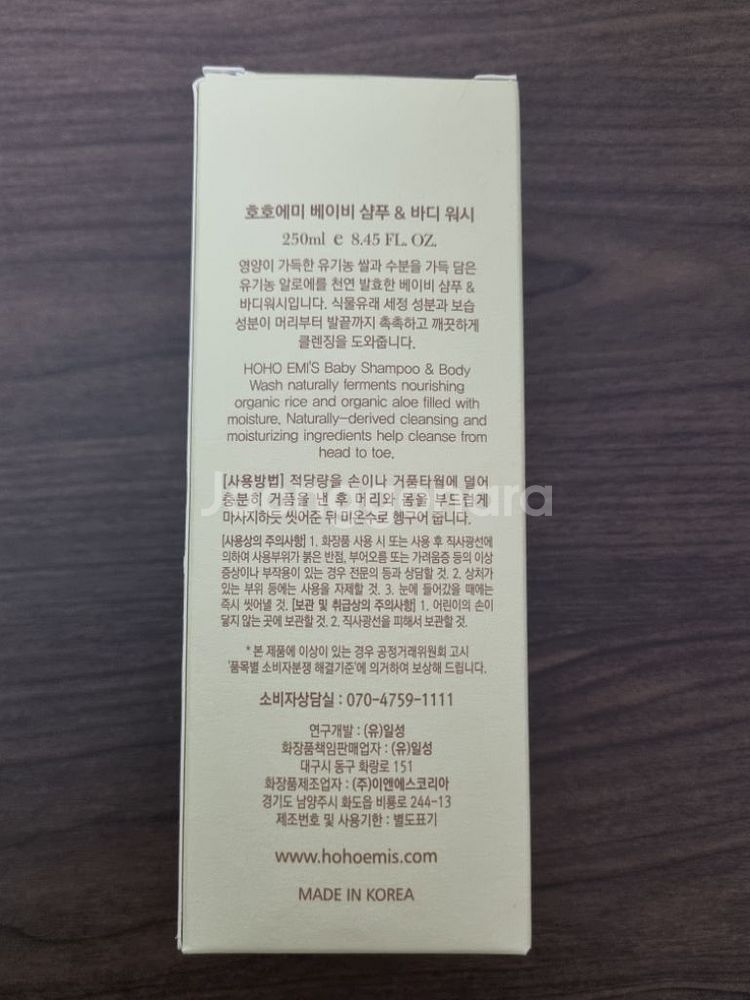 호호에미 베이비 샴푸 & 바디 워시
250ml e 8.45 FL. OZ.
영양이 가득한 유기농 쌀과 수분을 가득 담은
유기농 알로에를 천연 발효한 베이비 샴푸 &
바디워시입니다. 식물유래 세정 성분과 보습
성분이 머리부터 발끝까지 촉촉하고 깨끗하게
클렌징을 도와줍니다.
HOHO EMI'S Baby Shampoo & Body
Wash naturally ferments nourishing
organic rice and organic aloe filled with
moisture. Naturally-derived cleansing and
moisturizing ingredients help cleanse from
head to toe.
[사용방법] 적당량을 손이나 거품타월에 덜어
충분히 거품을 낸 후 머리와 몸을 부드럽게
마사지하듯 씻어준 뒤 미온수로 헹구어 줍니다.
Joonggonara
[사용상의 주의사항] 1. 화장품 사용 시 또는 사용 후 직사광선에
의하여 사용부위가 붉은 반점, 부어오름 또는 가려움증 등의 이상
증상이나 부작용이 있는 경우 전문의 등과 상담할 것. 2. 상처가
있는 부위 등에는 사용을 자제할 것. 3. 눈에 들어갔을 때에는
즉시 씻어낼 것. [보관 및 취급상의 주의사항] 1. 어린이의 손이
닿지 않는 곳에 보관할 것. 2. 직사광선을 피해서 보관할 것.
* 본 제품에 이상이 있는 경우 공정거래위원회 고시
'품목별 소비자분쟁 해결기준'에 의거하여 보상해 드립니다.
소비자상담실 : 070-4759-1111
연구개발 : (유)일성
화장품책임판매업자 : (유)일성
대구시 동구 화랑로 151
화장품제조업자 : (주)이엔에스코리아
경기도 남양주시 화도읍 비룡로 244-13
제조번호 및 사용기한 : 별도표기
www.hohoemis.com
MADE IN KOREA